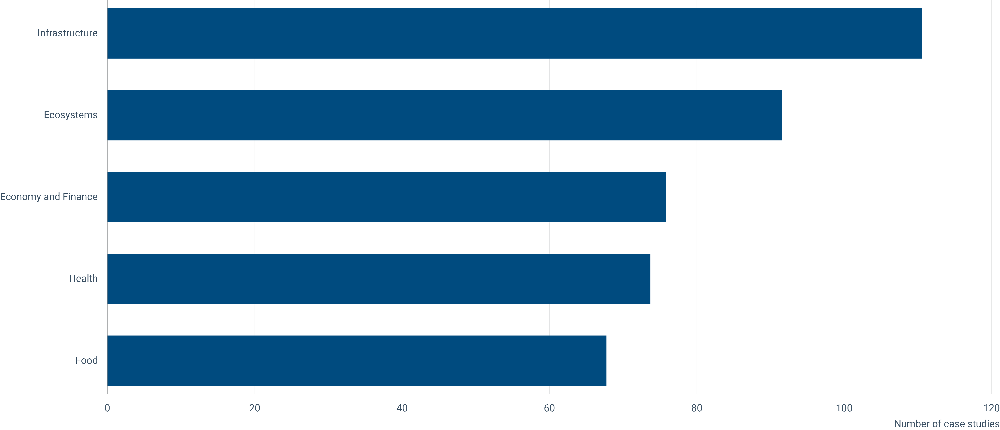 Infrastructure
Ecosystems
Economy and Finance
Health
Food
0 20 40 60 80 100 120
Number of case studies